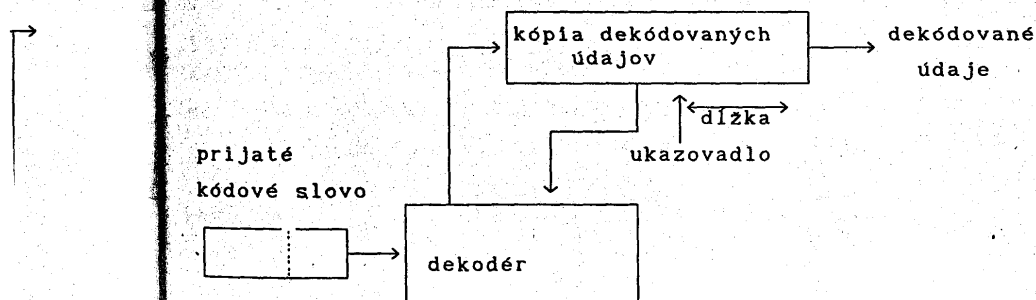 kópia dekódovaných
údajov
dekódované
údaje
dĺžka
ukazovadlo
prijaté
kódové slovo
dekodér